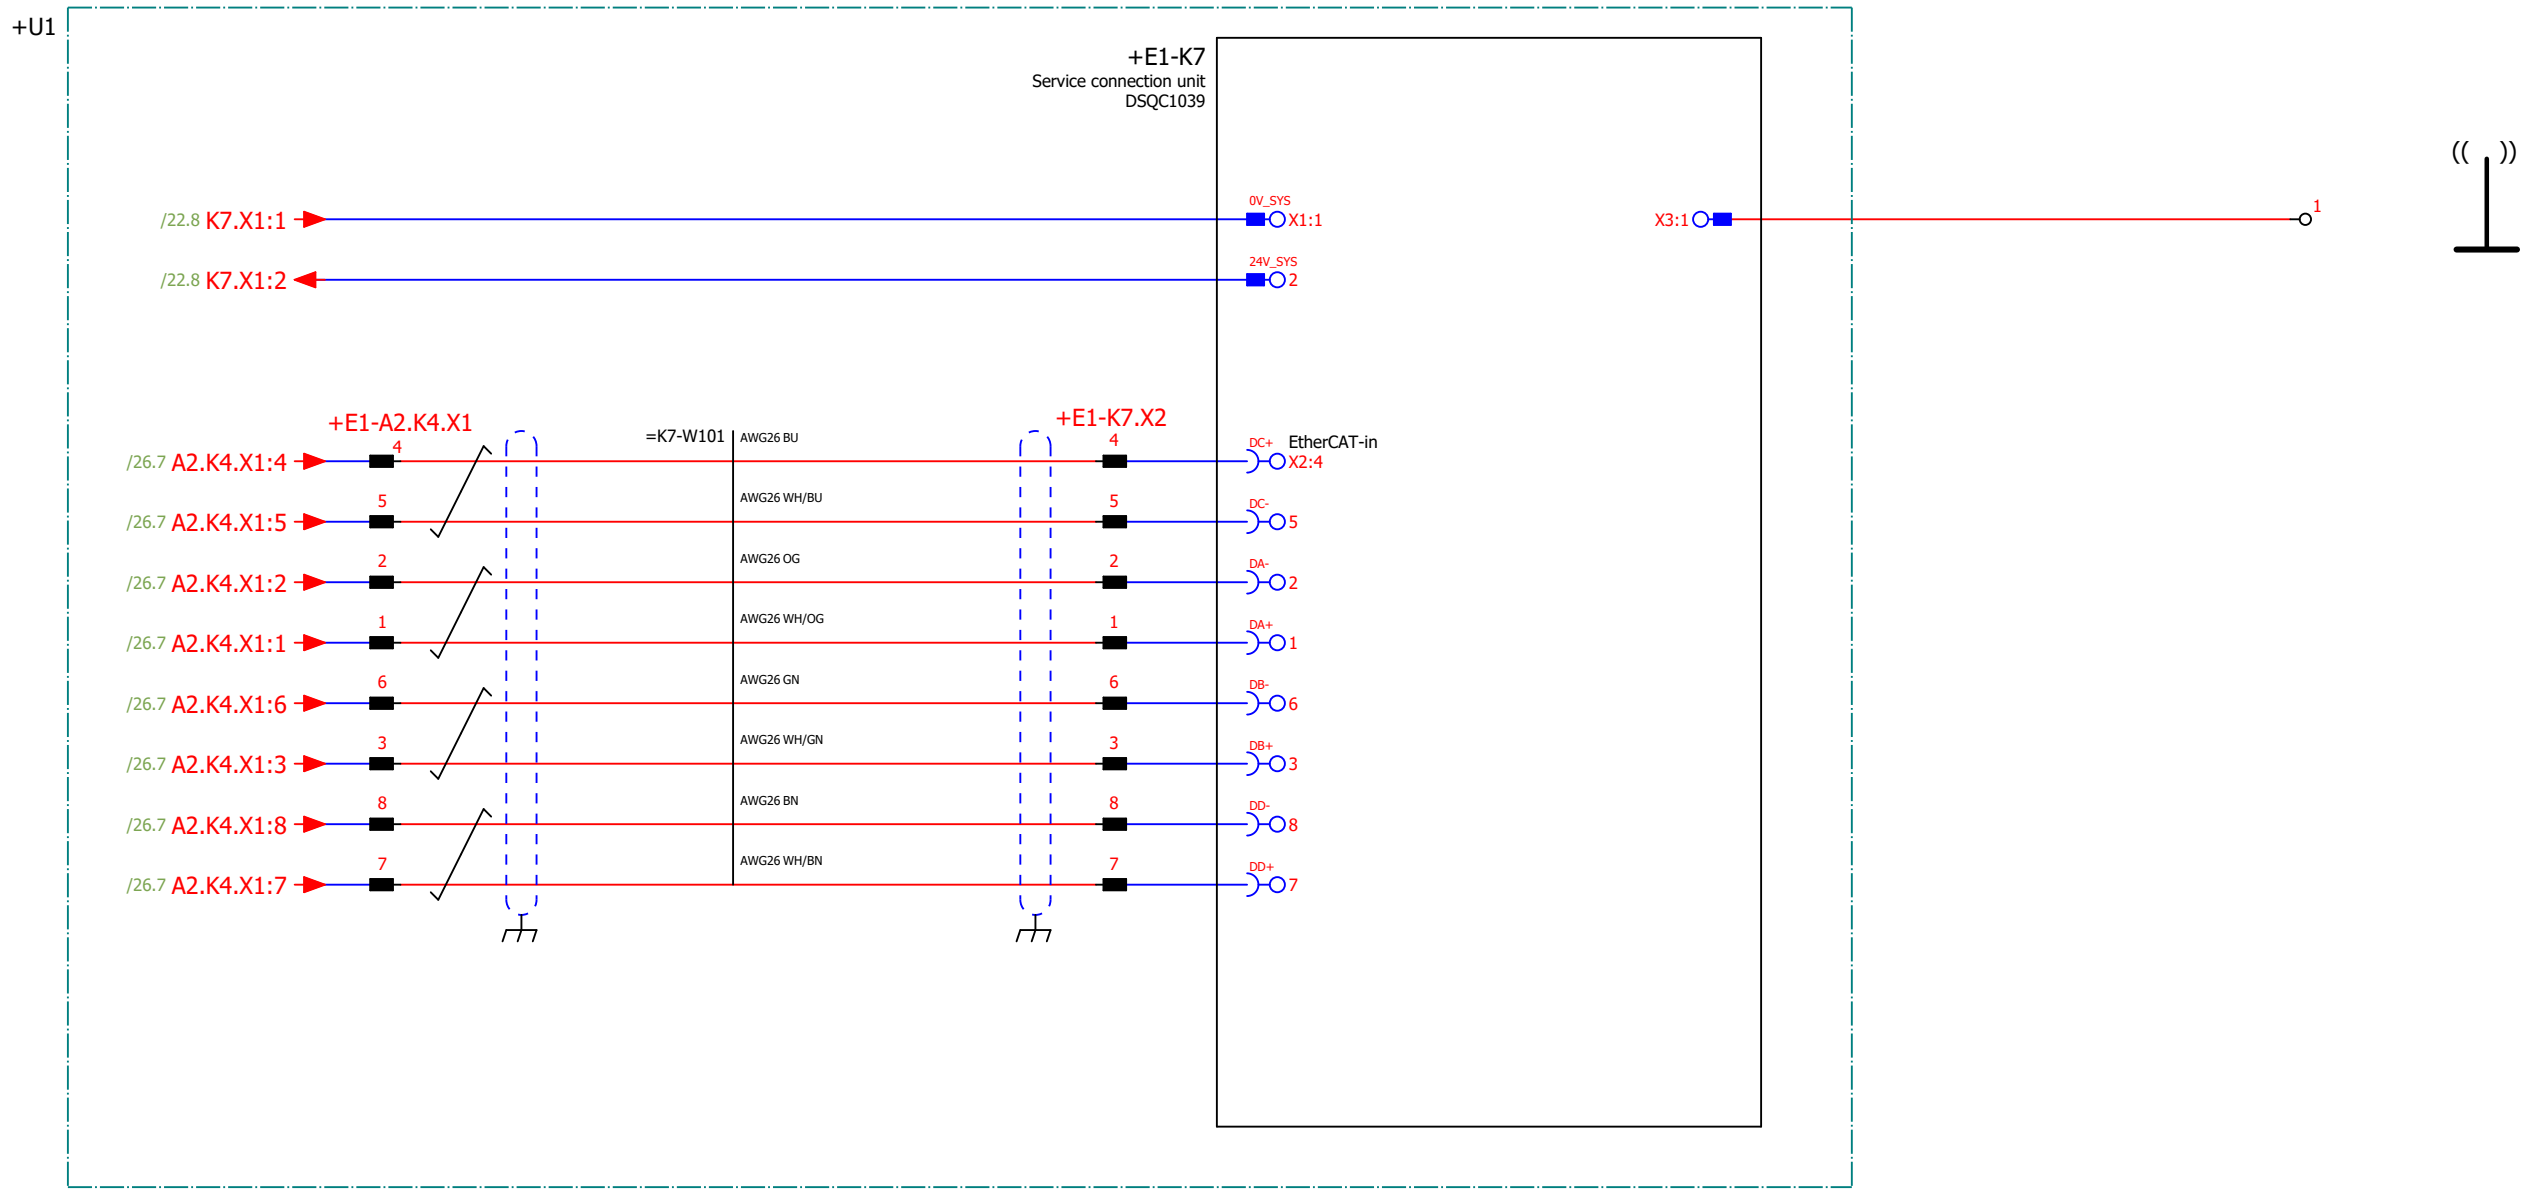 +U1
+E1-K7
Service connection unit
DSQC1039
(( ))
/22.8 K7.X1:1
0V_SYS
X1:1
X3:1
1
/22.8 K7.X1:2
24V_SYS
2
+E1-A2.K4.X1
+E1-K7.X2
=K7-W101
/26.7 A2.K4.X1:4
4
AWG26 BU
4
DC+
EtherCAT-in
X2:4
/26.7 A2.K4.X1:5
5
AWG26 WH/BU
5
DC-
5
/26.7 A2.K4.X1:2
2
AWG26 OG
2
DA-
2
/26.7 A2.K4.X1:1
1
AWG26 WH/OG
1
DA+
1
/26.7 A2.K4.X1:6
6
AWG26 GN
6
DB-
6
/26.7 A2.K4.X1:3
3
AWG26 WH/GN
3
DB+
3
/26.7 A2.K4.X1:8
8
AWG26 BN
8
DD-
8
/26.7 A2.K4.X1:7
7
AWG26 WH/BN
7
DD+
7